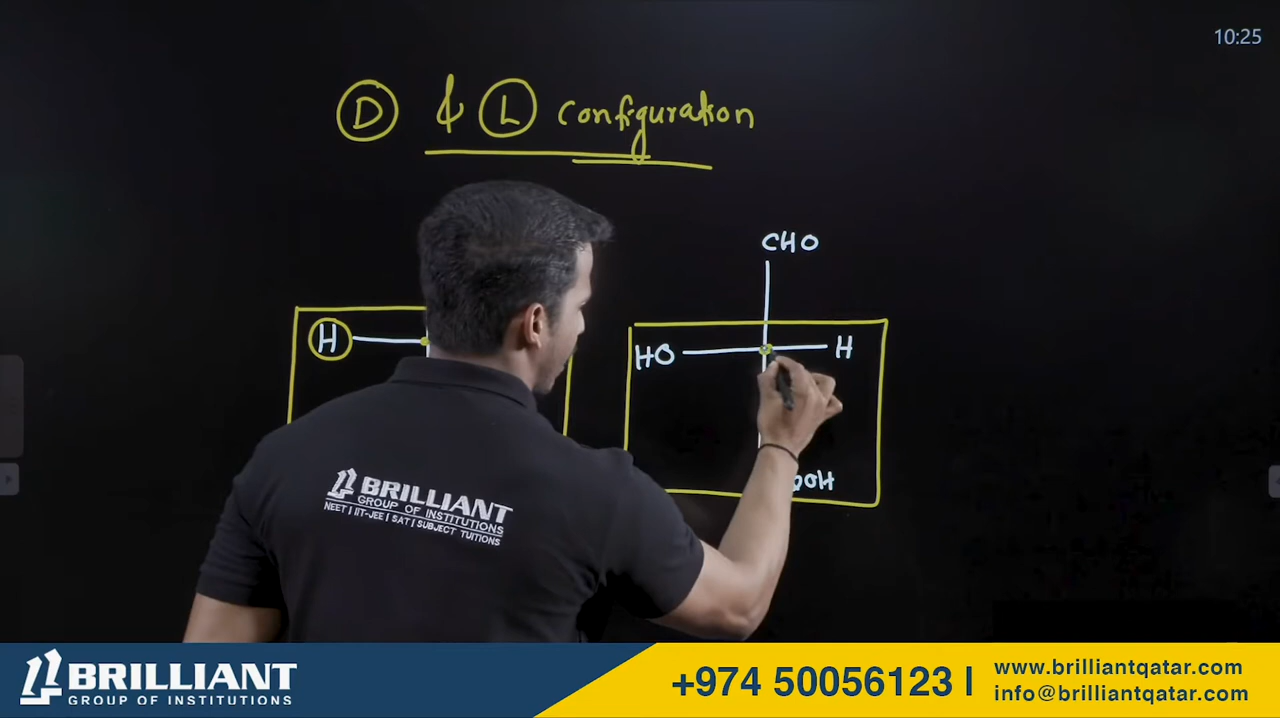 10:25
D & L configuration
CHO
H
HO H
OOH
BRILLIANT
GROUP OF INSTITUTIONS
NEET | IIT-JEE | SAT | SUBJECT TUITIONS
BRILLIANT
GROUP OF INSTITUTIONS
+974 50056123 |
www.brilliantqatar.com
info@brilliantqatar.com